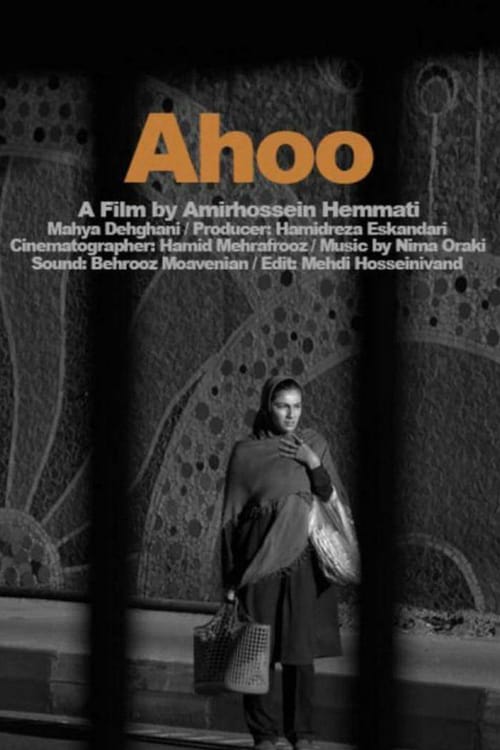 Ahoo
A Film by Amirhossein Hemmati
Mahya Dehghani / Producer: Hamidreza Eskandari
Cinematographer: Hamid Mehrafrooz / Music by Nima Oraki
Sound: Behrooz Moavenian / Edit: Mehdi Hosseinivand